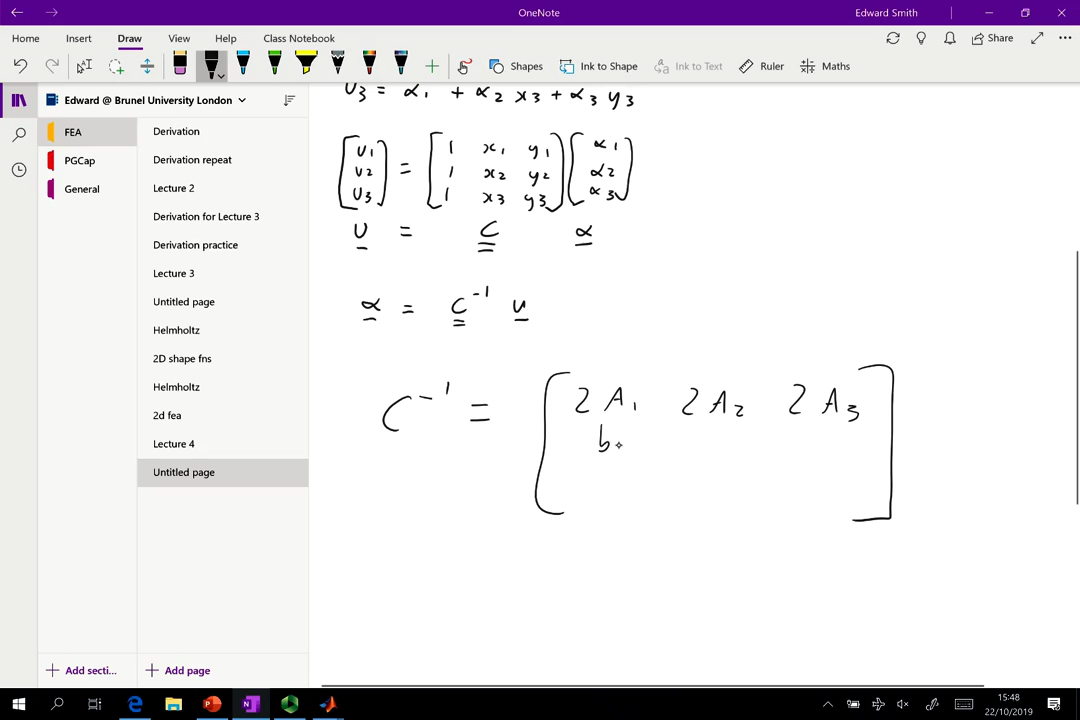 OneNote
Edward Smith
Home Insert Draw View Help Class Notebook
Share
Shapes Ink to Shape Ink to Text Ruler Maths
Edward @ Brunel University London
FEA
PGCap
General
Derivation
Derivation repeat
Lecture 2
Derivation for Lecture 3
Derivation practice
Lecture 3
Untitled page
Helmholtz
2D shape fns
Helmholtz
2d fea
Lecture 4
Untitled page
Add secti...
Add page
U3 = α1 + α2 x3 + α3 y3
[U1 U2 U3] = [1 x1 y1 1 x2 y2 1 x3 y3] [α1 α2 α3]
U = C α
α = C⁻¹ U
C⁻¹ = [2A1 2A2 2A3
b
15:48
22/10/2019